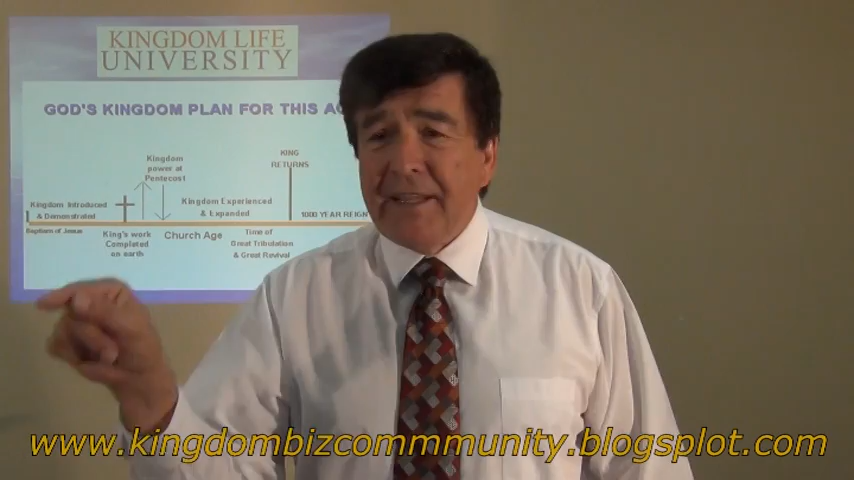 KINGDOM LIFE
UNIVERSITY
GOD'S KINGDOM PLAN FOR THIS
Kingdom Introduced
& Demonstrated
Baptism of Jesus
King's work
Completed
on earth
Kingdom
power at
Pentecost
Church Age
Kingdom Experienced
& Expanded
Time of
Great Tribulation
& Great Revival
KING
RETURNS
1000 YEAR REIGN
www.kingdombizcommmunity.blogsplot.com